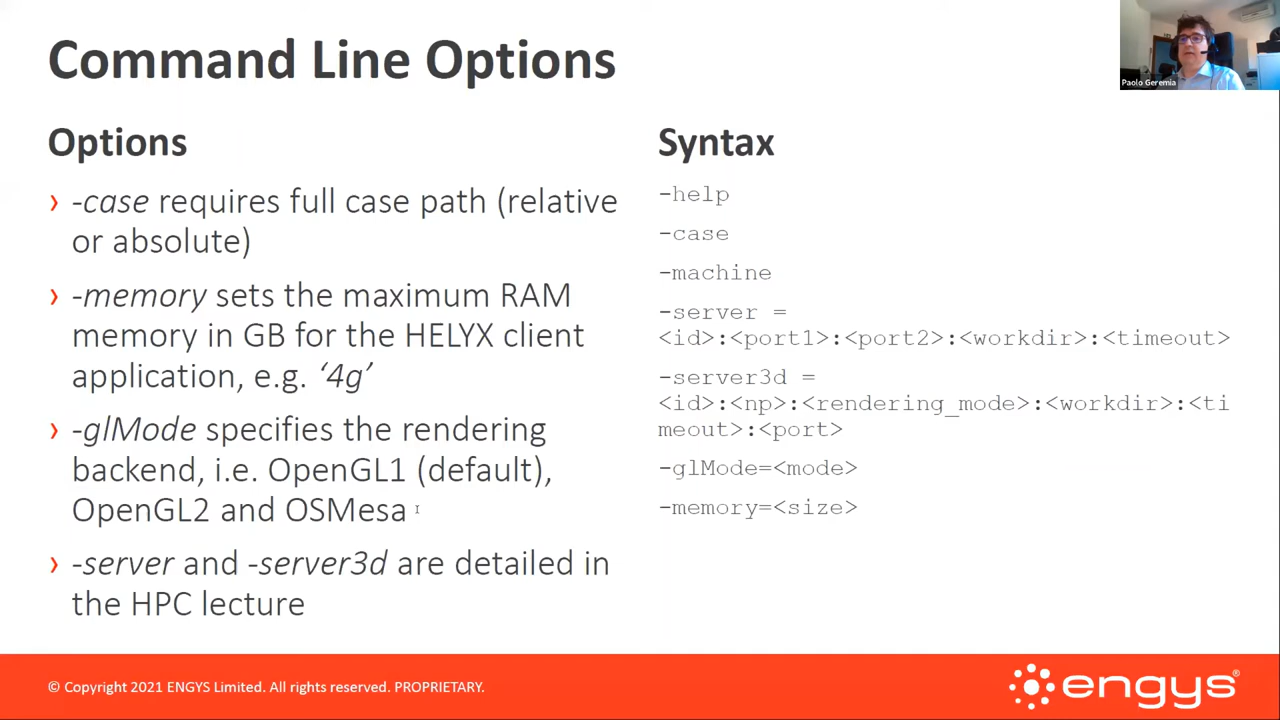 Command Line Options
Paolo Geremia
Options
› -case requires full case path (relative
or absolute)
› -memory sets the maximum RAM
memory in GB for the HELYX client
application, e.g. ‘4g’
› -glMode specifies the rendering
backend, i.e. OpenGL1 (default),
OpenGL2 and OSMesa
› -server and -server3d are detailed in
the HPC lecture
Syntax
-help
-case
-machine
-server =
<id>:<port1>:<port2>:<workdir>:<timeout>
-server3d =
<id>:<np>:<rendering_mode>:<workdir>:<ti
meout>:<port>
-glMode=<mode>
-memory=<size>
© Copyright 2021 ENGYS Limited. All rights reserved. PROPRIETARY.
engys®